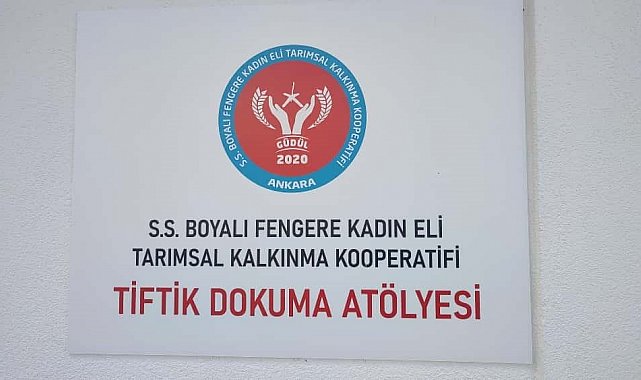 S.S. BOYALI FENGERE KADIN ELİ TARIMSAL KALKINMA KOOPERATİFİ
GÜDÜL
2020
ANKARA
S.S. BOYALI FENGERE KADIN ELİ
TARIMSAL KALKINMA KOOPERATİFİ
TİFTİK DOKUMA ATÖLYESİ